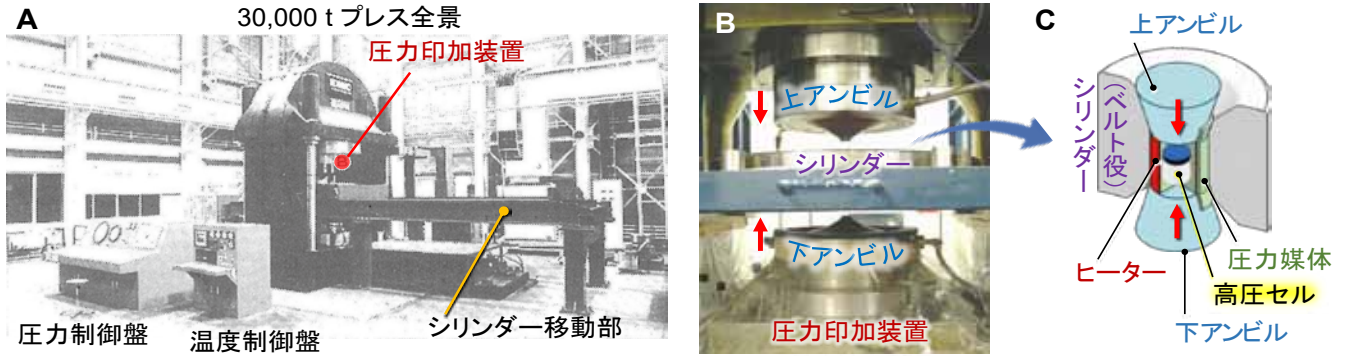 A
30,000 t プレス全景
圧力印加装置
圧力制御盤
温度制御盤
シリンダー移動部
B
上アンビル
シリンダー
下アンビル
圧力印加装置
C
上アンビル
シリンダー
(ベルト役)
ヒーター
圧力媒体
高圧セル
下アンビル